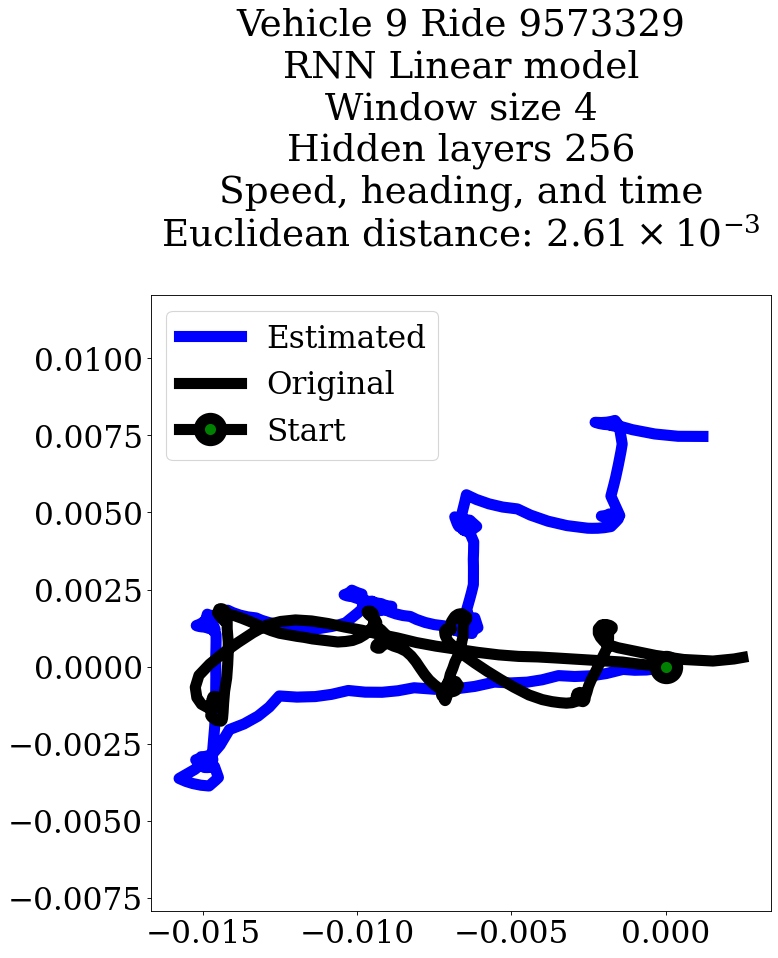 Vehicle 9 Ride 9573329
RNN Linear model
Window size 4
Hidden layers 256
Speed, heading, and time
Euclidean distance: 2.61 × 10⁻³
Estimated
Original
Start
0.0100
0.0075
0.0050
0.0025
0.0000
−0.0025
−0.0050
−0.0075
−0.015
−0.010
−0.005
0.000